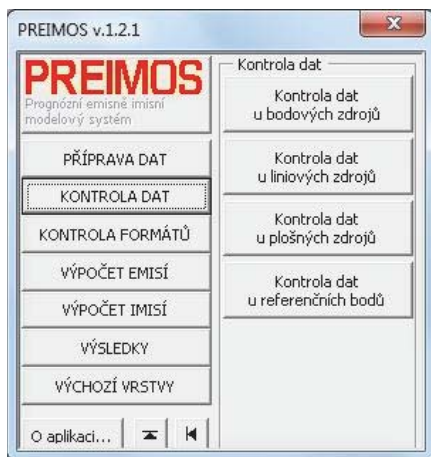 PREIMOS v.1.2.1
PREIMOS
Prognózní emisně imisní
modelový systém
PŘÍPRAVA DAT
KONTROLA DAT
KONTROLA FORMÁTŮ
VÝPOČET EMISÍ
VÝPOČET IMISÍ
VÝSLEDKY
VÝCHOZÍ VRSTVY
O aplikaci...
Kontrola dat
Kontrola dat
u bodových zdrojů
Kontrola dat
u liniových zdrojů
Kontrola dat
u plošných zdrojů
Kontrola dat
u referenčních bodů